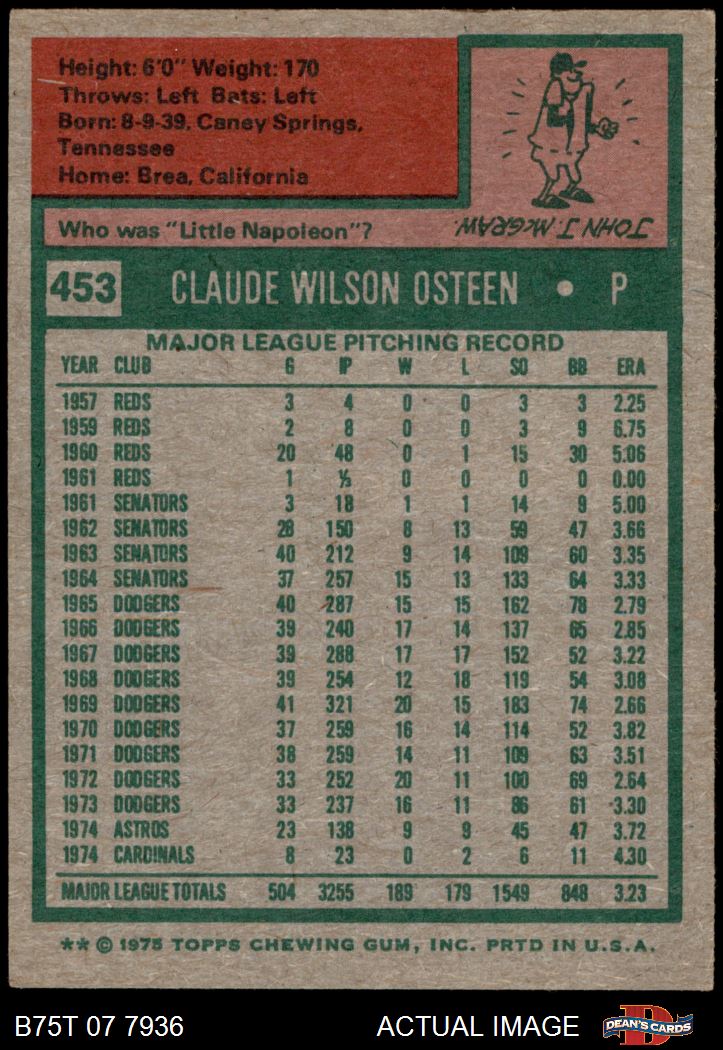 Height: 6'0" Weight: 170
Throws: Left Bats: Left
Born: 8-9-39, Caney Springs,
Tennessee
Home: Brea, California
Who was "Little Napoleon"?
JOHN J. McGRAW.
453 CLAUDE WILSON OSTEEN • P
MAJOR LEAGUE PITCHING RECORD
YEAR CLUB G IP W L SO BB ERA
1957 REDS 3 4 0 0 3 3 2.25
1959 REDS 2 8 0 0 3 9 6.75
1960 REDS 20 48 0 1 15 30 5.06
1961 REDS 1 ⅓ 0 0 0 0 0.00
1961 SENATORS 3 18 1 1 14 9 5.00
1962 SENATORS 28 150 8 13 59 47 3.66
1963 SENATORS 40 212 9 14 109 60 3.35
1964 SENATORS 37 257 15 13 133 64 3.33
1965 DODGERS 40 287 15 15 162 78 2.79
1966 DODGERS 39 240 17 14 137 65 2.85
1967 DODGERS 39 288 17 17 152 52 3.22
1968 DODGERS 39 254 12 18 119 54 3.08
1969 DODGERS 41 321 20 15 183 74 2.66
1970 DODGERS 37 259 16 14 114 52 3.82
1971 DODGERS 38 259 14 11 109 63 3.51
1972 DODGERS 33 252 20 11 100 69 2.64
1973 DODGERS 33 237 16 11 86 61 3.30
1974 ASTROS 23 138 9 9 45 47 3.72
1974 CARDINALS 8 23 0 2 6 11 4.30
MAJOR LEAGUE TOTALS 504 3255 189 179 1549 848 3.23
** © 1975 TOPPS CHEWING GUM, INC. PRTD IN U.S.A.
B75T 07 7936 ACTUAL IMAGE D DEAN'S CARDS